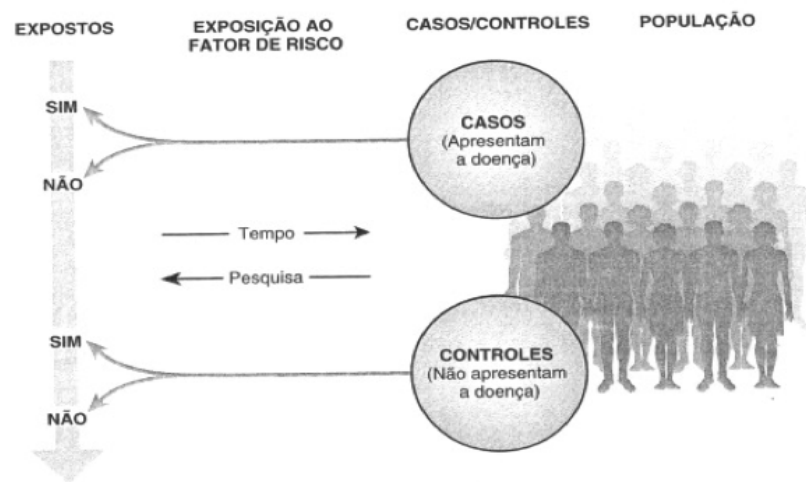 EXPOSTOS
EXPOSIÇÃO AO
FATOR DE RISCO
CASOS/CONTROLES
POPULAÇÃO
SIM
NÃO
CASOS
(Apresentam
a doença)
Tempo
Pesquisa
SIM
NÃO
CONTROLES
(Não apresentam
a doença)